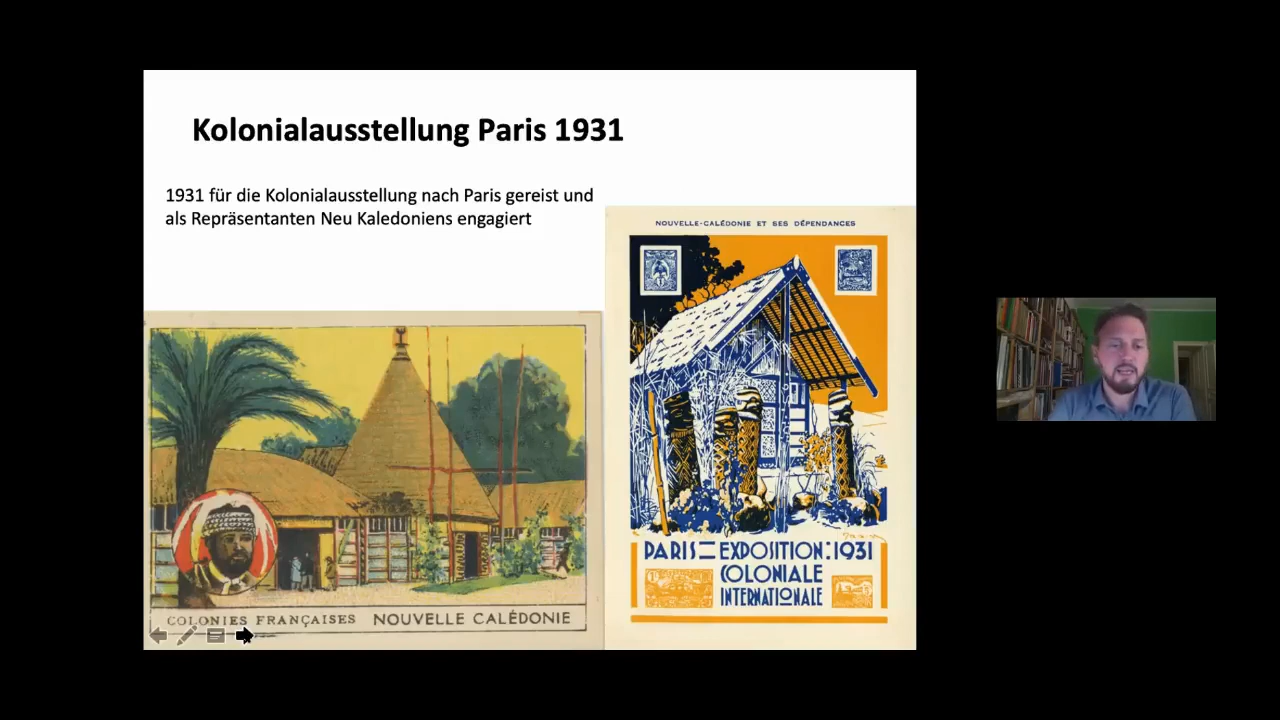 Kolonialausstellung Paris 1931
1931 für die Kolonialausstellung nach Paris gereist und
als Repräsentanten Neu Kaledoniens engagiert
NOUVELLE-CALÉDONIE ET SES DÉPENDANCES
PARIS=EXPOSITION:1931
COLONIALE
INTERNATIONALE
COLONIES FRANÇAISES NOUVELLE CALÉDONIE